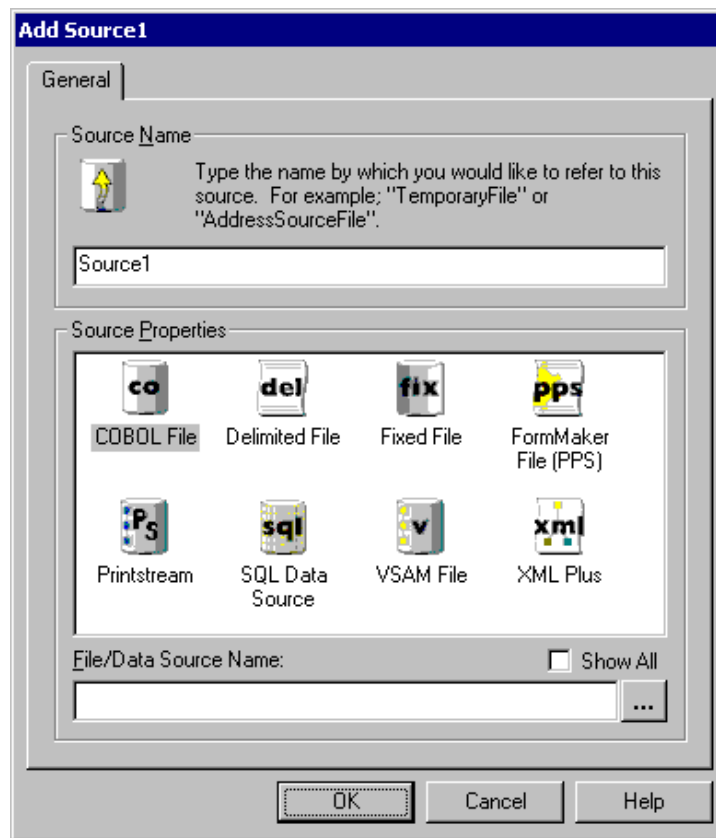 Add Source1
General
Source Name
Type the name by which you would like to refer to this
source. For example; "TemporaryFile" or
"AddressSourceFile".
Source1
Source Properties
co del fix pps
COBOL File Delimited File Fixed File FormMaker
File (PPS)
Ps sql v xml
Printstream SQL Data VSAM File XML Plus
Source
File/Data Source Name: Show All
...
OK Cancel Help